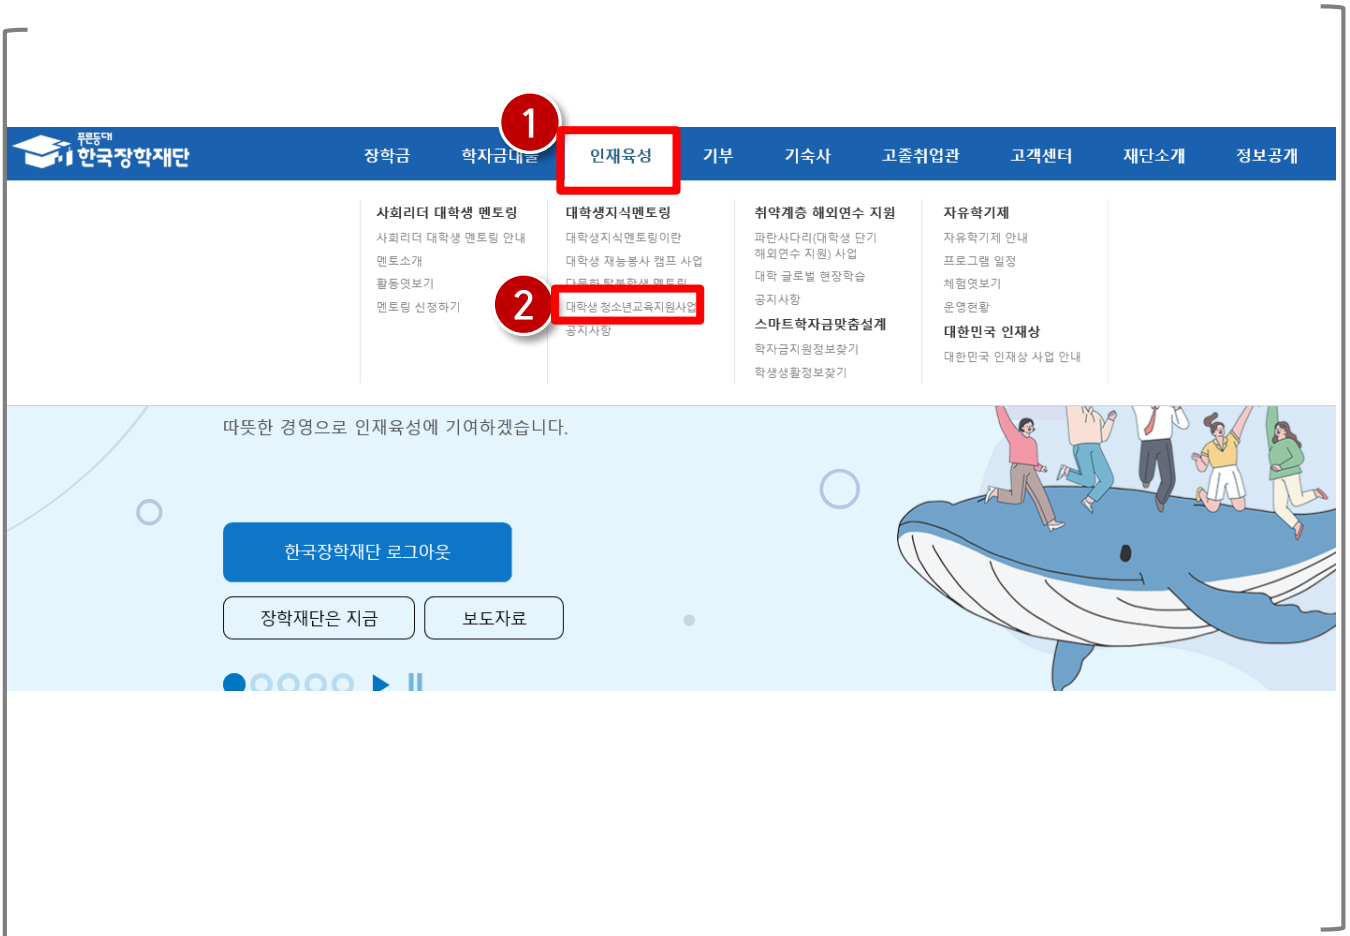 1
푸른등대
한국장학재단
장학금 학자금대출 인재육성 기부 기숙사 고졸취업관 고객센터 재단소개 정보공개
사회리더 대학생 멘토링
사회리더 대학생 멘토링 안내
멘토소개
활동엿보기
멘토링 신청하기
대학생지식멘토링
대학생지식멘토링이란
대학생 재능봉사 캠프 사업
다문화·탈북학생 멘토링
2
대학생 청소년교육지원사업
공지사항
취약계층 해외연수 지원
파란사다리(대학생 단기
해외연수 지원) 사업
대학 글로벌 현장학습
공지사항
스마트학자금맞춤설계
학자금지원정보찾기
학생생활정보찾기
자유학기제
자유학기제 안내
프로그램 일정
체험엿보기
운영현황
대한민국 인재상
대한민국 인재상 사업 안내
따뜻한 경영으로 인재육성에 기여하겠습니다.
한국장학재단 로그아웃
장학재단은 지금
보도자료